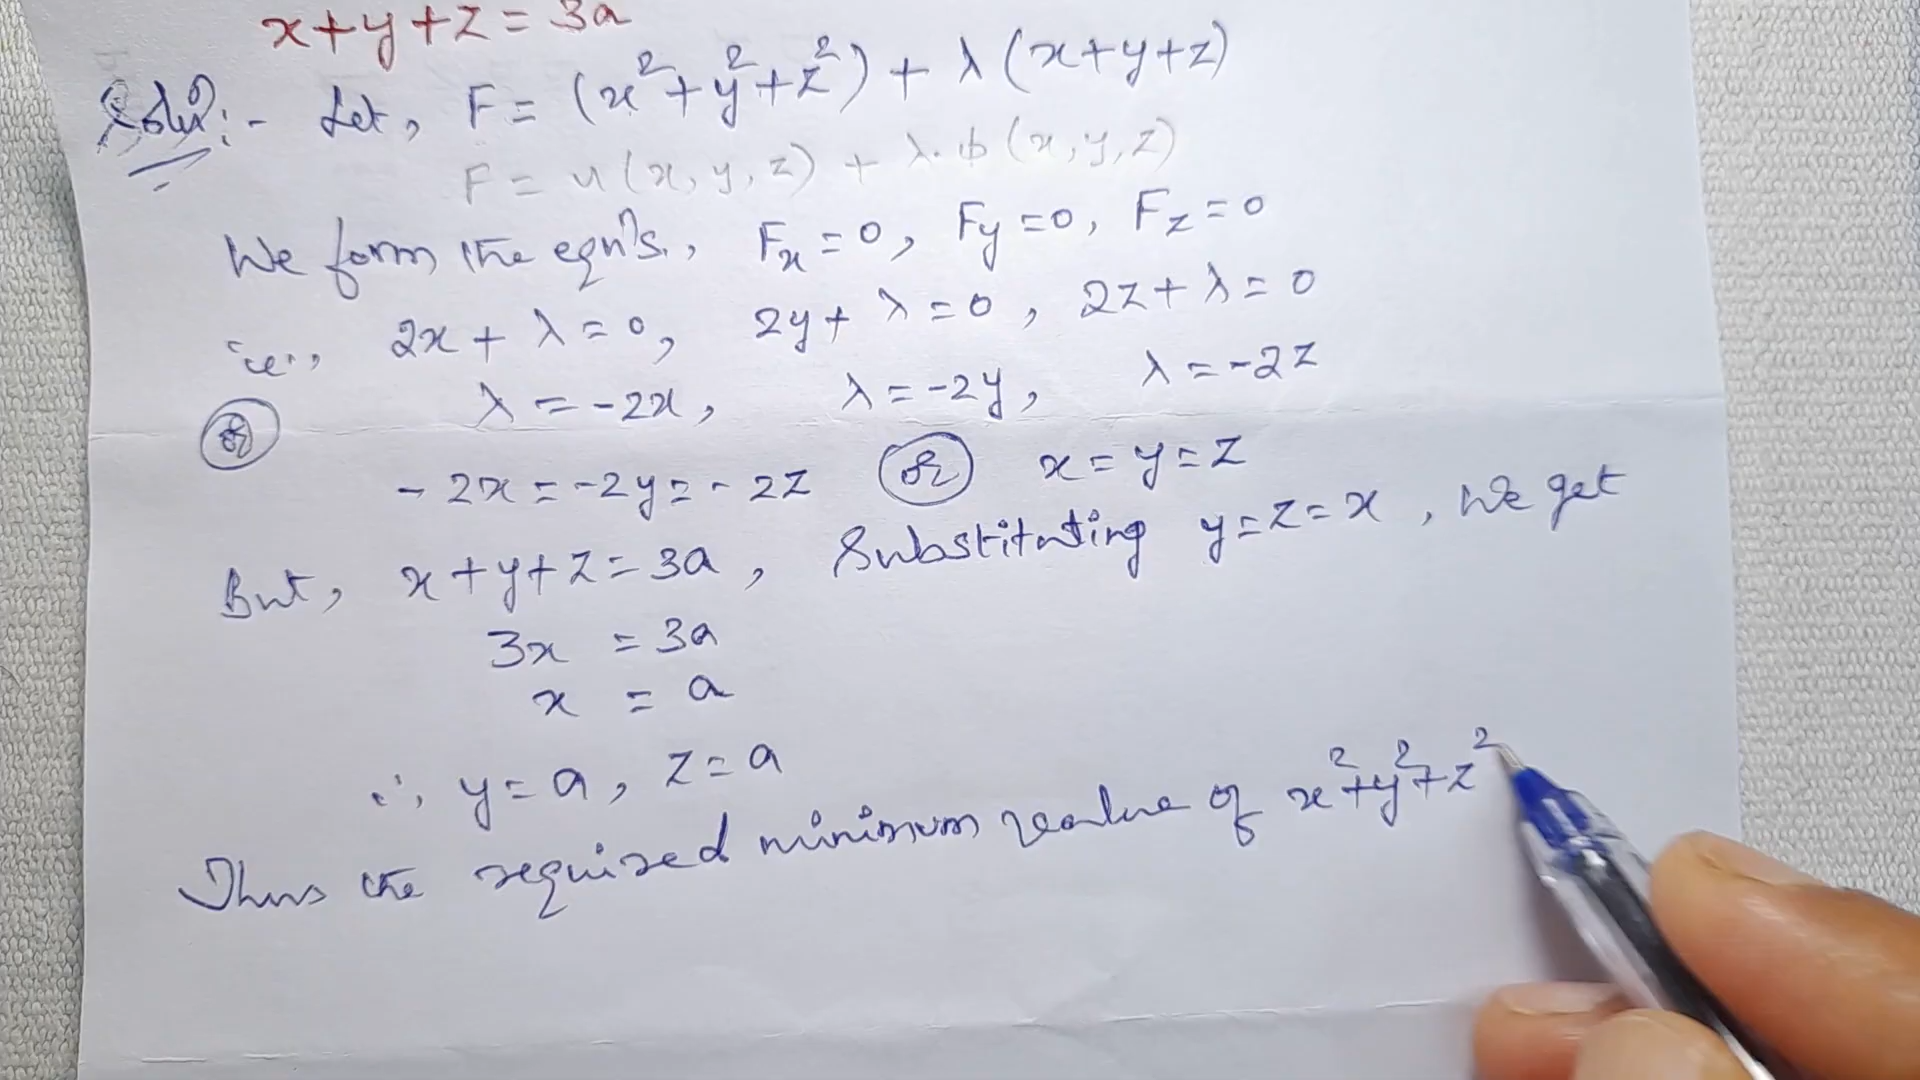 x+y+z = 3a
Soln:- Let, F = (x²+y²+z²) + λ(x+y+z)
F = u(x,y,z) + λ.ϕ(x,y,z)
We form the eqn's., Fx = 0, Fy = 0, Fz = 0
ie., 2x + λ = 0, 2y + λ = 0, 2z + λ = 0
λ = -2x, λ = -2y, λ = -2z
or
-2x = -2y = -2z or x = y = z
But, x+y+z = 3a, Substituting y=z=x, we get
3x = 3a
x = a
∴, y = a, z = a
Thus the required minimum value of x²+y²+z²